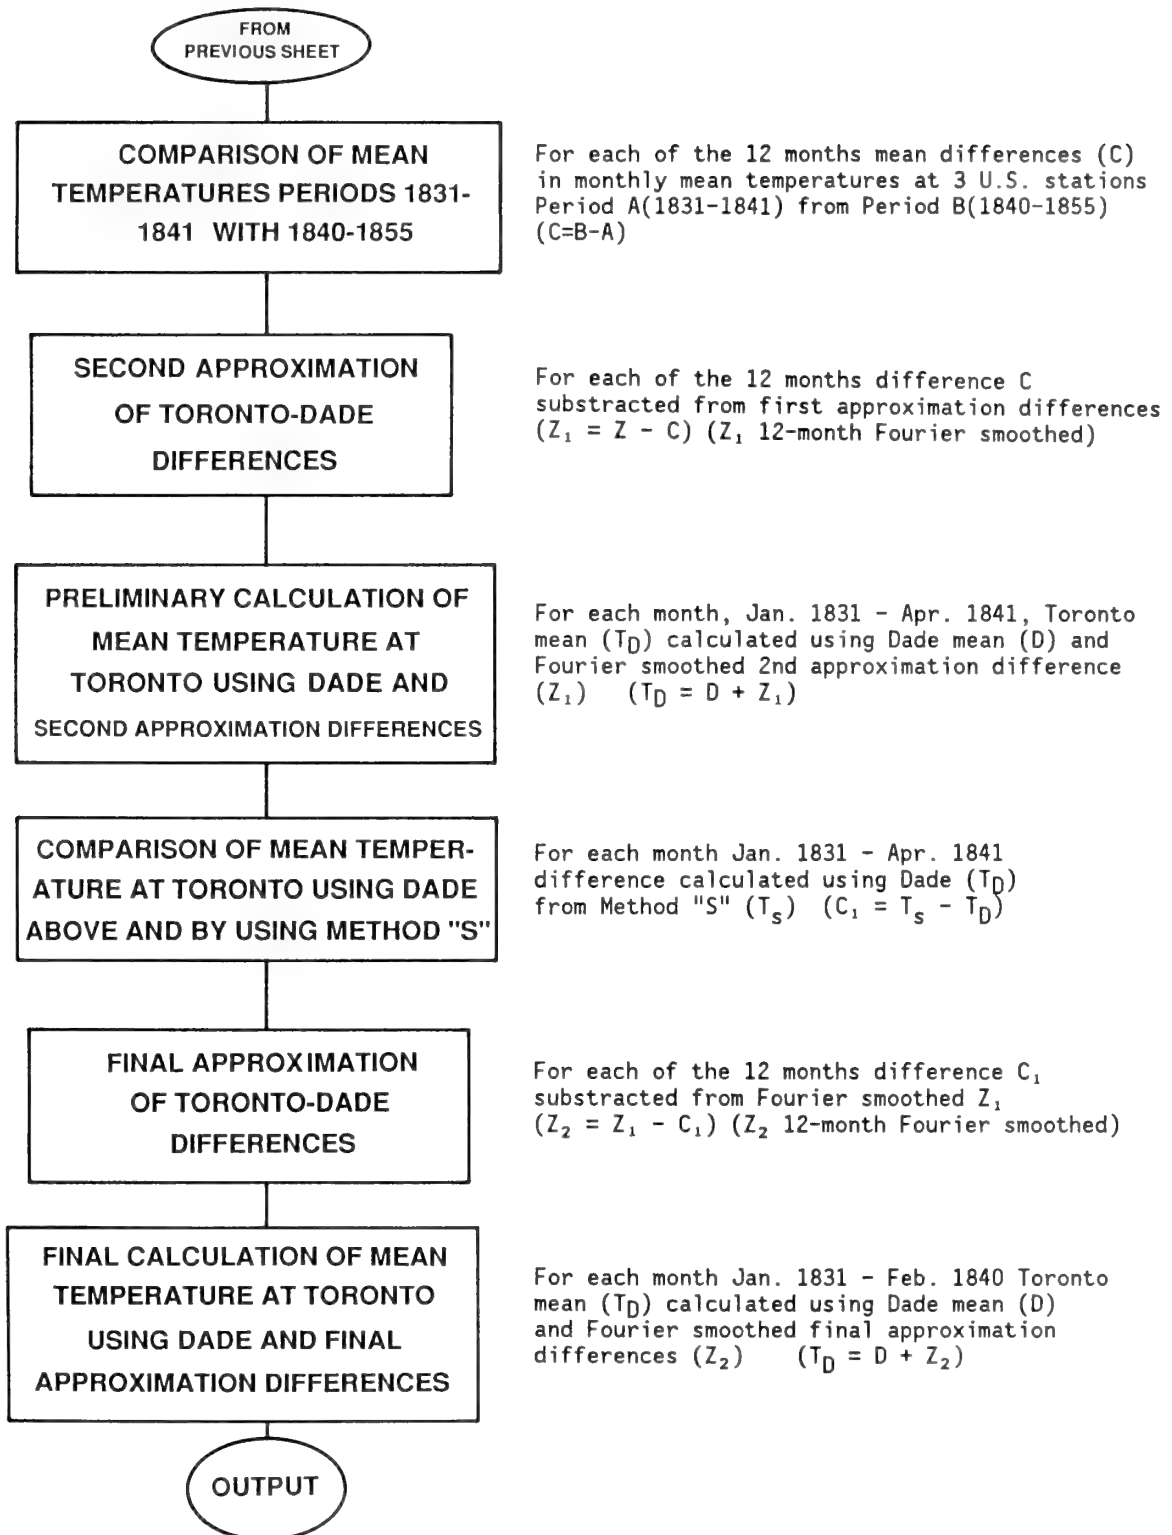 FROM
PREVIOUS SHEET
COMPARISON OF MEAN
TEMPERATURES PERIODS 1831-
1841 WITH 1840-1855
For each of the 12 months mean differences (C)
in monthly mean temperatures at 3 U.S. stations
Period A(1831-1841) from Period B(1840-1855)
(C=B-A)
SECOND APPROXIMATION
OF TORONTO-DADE
DIFFERENCES
For each of the 12 months difference C
substracted from first approximation differences
(Z₁ = Z - C) (Z₁ 12-month Fourier smoothed)
PRELIMINARY CALCULATION OF
MEAN TEMPERATURE AT
TORONTO USING DADE AND
SECOND APPROXIMATION DIFFERENCES
For each month, Jan. 1831 - Apr. 1841, Toronto
mean (T_D) calculated using Dade mean (D) and
Fourier smoothed 2nd approximation difference
(Z₁) (T_D = D + Z₁)
COMPARISON OF MEAN TEMPER-
ATURE AT TORONTO USING DADE
ABOVE AND BY USING METHOD "S"
For each month Jan. 1831 - Apr. 1841
difference calculated using Dade (T_D)
from Method "S" (T_s) (C₁ = T_s - T_D)
FINAL APPROXIMATION
OF TORONTO-DADE
DIFFERENCES
For each of the 12 months difference C₁
substracted from Fourier smoothed Z₁
(Z₂ = Z₁ - C₁) (Z₂ 12-month Fourier smoothed)
FINAL CALCULATION OF MEAN
TEMPERATURE AT TORONTO
USING DADE AND FINAL
APPROXIMATION DIFFERENCES
For each month Jan. 1831 - Feb. 1840 Toronto
mean (T_D) calculated using Dade mean (D)
and Fourier smoothed final approximation
differences (Z₂) (T_D = D + Z₂)
OUTPUT